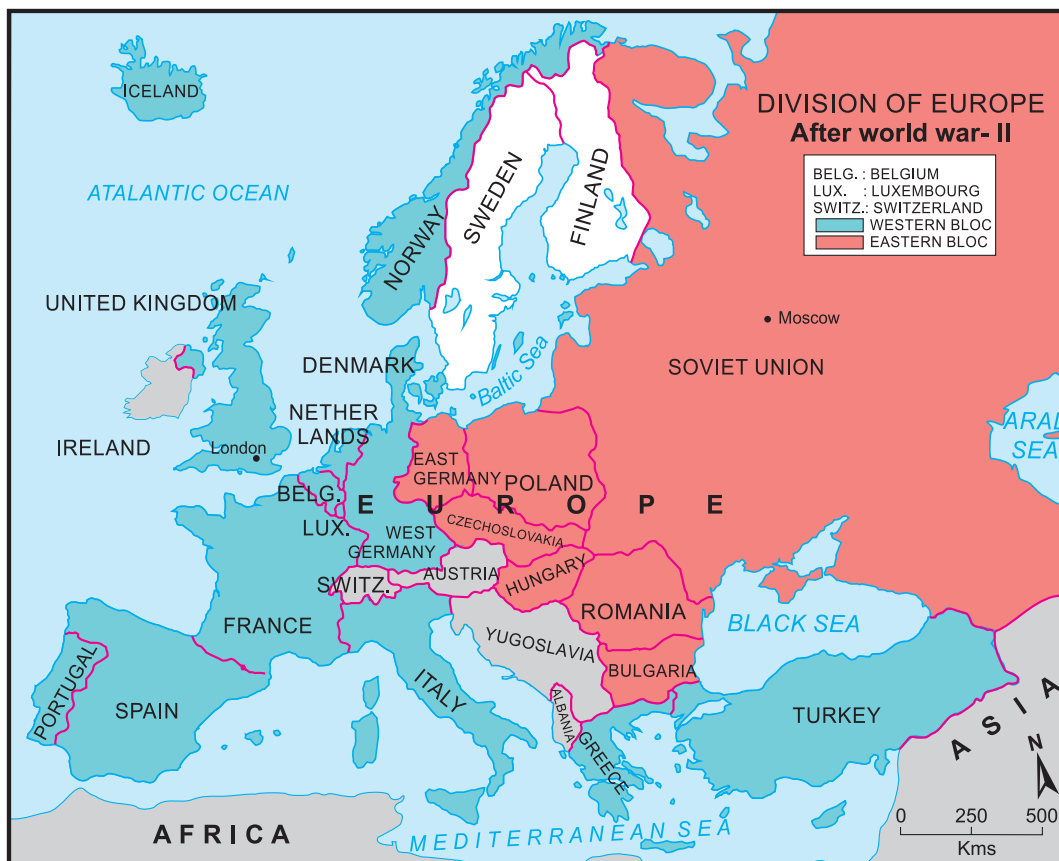 ICELAND
DIVISION OF EUROPE
After world war- II
BELG. : BELGIUM
LUX. : LUXEMBOURG
SWITZ.: SWITZERLAND
WESTERN BLOC
EASTERN BLOC
ATALANTIC OCEAN
NORWAY
SWEDEN
FINLAND
UNITED KINGDOM
Moscow
SOVIET UNION
DENMARK
Baltic Sea
NETHER
LANDS
IRELAND
London
ARAL
SEA
EAST
GERMANY
POLAND
BELG.
EUROPE
LUX.
WEST
GERMANY
CZECHOSLOVAKIA
SWITZ.
AUSTRIA
HUNGARY
ROMANIA
FRANCE
YUGOSLAVIA
BLACK SEA
BULGARIA
PORTUGAL
SPAIN
ITALY
ALBANIA
GREECE
TURKEY
ASIA
N
AFRICA
MEDITERRANEAN SEA
0 250 500
Kms